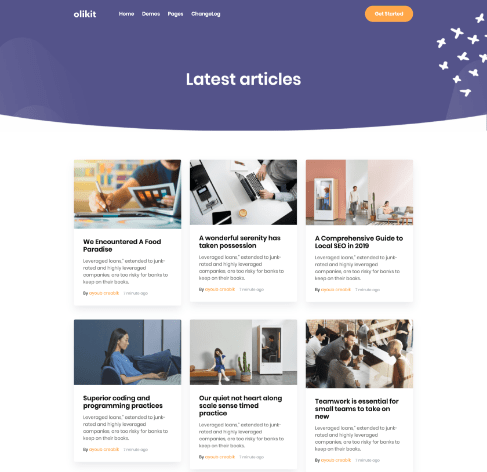 olikit
Home Demos Pages ChangeLog
Get Started
Latest articles
We Encountered A Food
Paradise
Leveraged loans," extended to junk-
rated and highly leveraged
companies, are too risky for banks to
keep on their books.
By
1 minute ago
A wonderful serenity has
taken possession
Leveraged loans," extended to junk-
rated and highly leveraged
companies, are too risky for banks to
keep on their books.
By
1 minute ago
A Comprehensive Guide to
Local SEO in 2019
Leveraged loans," extended to junk-
rated and highly leveraged
companies, are too risky for banks to
keep on their books.
By
1 minute ago
Superior coding and
programming practices
Leveraged loans," extended to junk-
rated and highly leveraged
companies, are too risky for banks to
keep on their books.
By
1 minute ago
Our quiet not heart along
scale sense timed
practice
Leveraged loans," extended to junk-
rated and highly leveraged
companies, are too risky for banks to
keep on their books.
By
1 minute ago
Teamwork is essential for
small teams to take on
new
Leveraged loans," extended to junk-
rated and highly leveraged
companies, are too risky for banks to
keep on their books.
By
1 minute ago